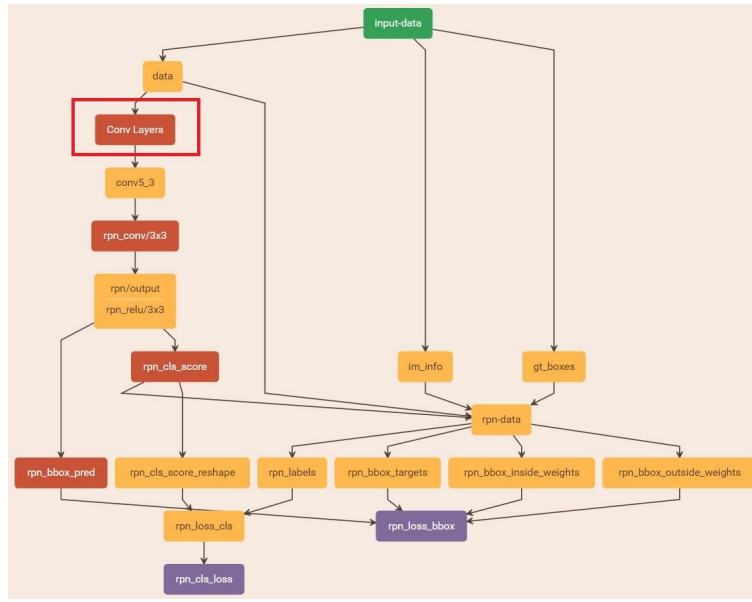 input-data
data
Conv Layers
conv5_3
rpn_conv/3x3
rpn/output
rpn_relu/3x3
rpn_cls_score
im_info
gt_boxes
rpn-data
rpn_bbox_pred
rpn_cls_score_reshape
rpn_labels
rpn_bbox_targets
rpn_bbox_inside_weights
rpn_bbox_outside_weights
rpn_loss_cls
rpn_loss_bbox
rpn_cls_loss